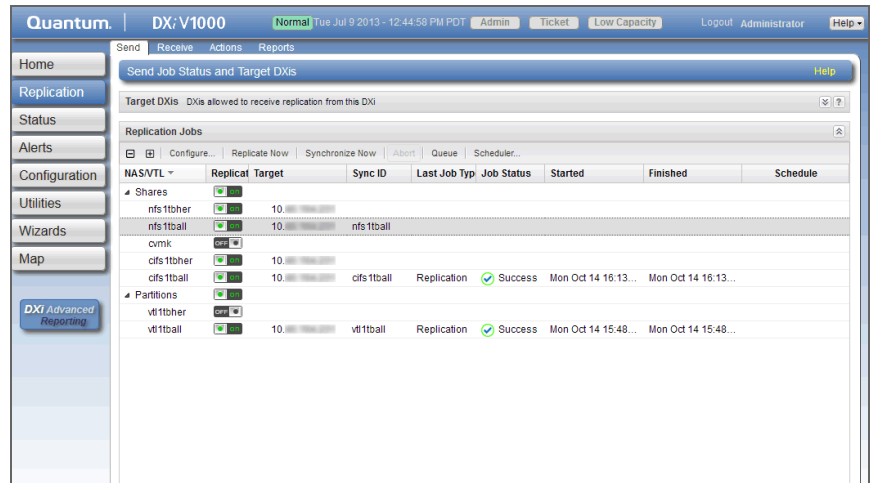 Quantum. DXi V1000 Normal Tue Jul 9 2013 - 12:44:58 PM PDT Admin Ticket Low Capacity Logout Administrator Help
Send Receive Actions Reports
Home
Replication
Status
Alerts
Configuration
Utilities
Wizards
Map
DXi Advanced
Reporting
Send Job Status and Target DXis Help
Target DXis DXis allowed to receive replication from this DXi ?
Replication Jobs
Configure... Replicate Now Synchronize Now Abort Queue Scheduler...
NAS/VTL Replicat Target Sync ID Last Job Typ Job Status Started Finished Schedule
Shares on
nfs1tbher on 10.
nfs1tball on 10. nfs1tball
cvmk OFF
cifs1tbher on 10.
cifs1tball on 10. cifs1tball Replication Success Mon Oct 14 16:13... Mon Oct 14 16:13...
Partitions on
vtl1tbher OFF
vtl1tball on 10. vtl1tball Replication Success Mon Oct 14 15:48... Mon Oct 14 15:48...